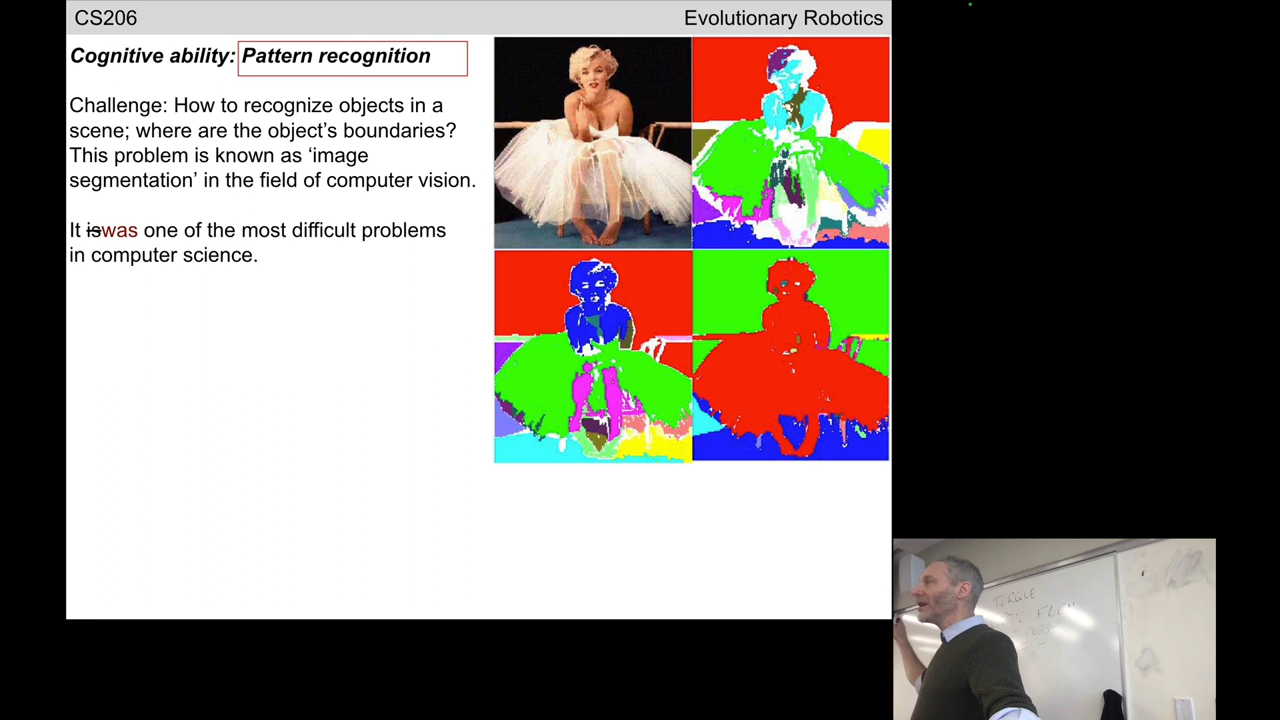 CS206
Evolutionary Robotics
Cognitive ability: Pattern recognition
Challenge: How to recognize objects in a
scene; where are the object’s boundaries?
This problem is known as ‘image
segmentation’ in the field of computer vision.
It iswas one of the most difficult problems
in computer science.
TORQUE